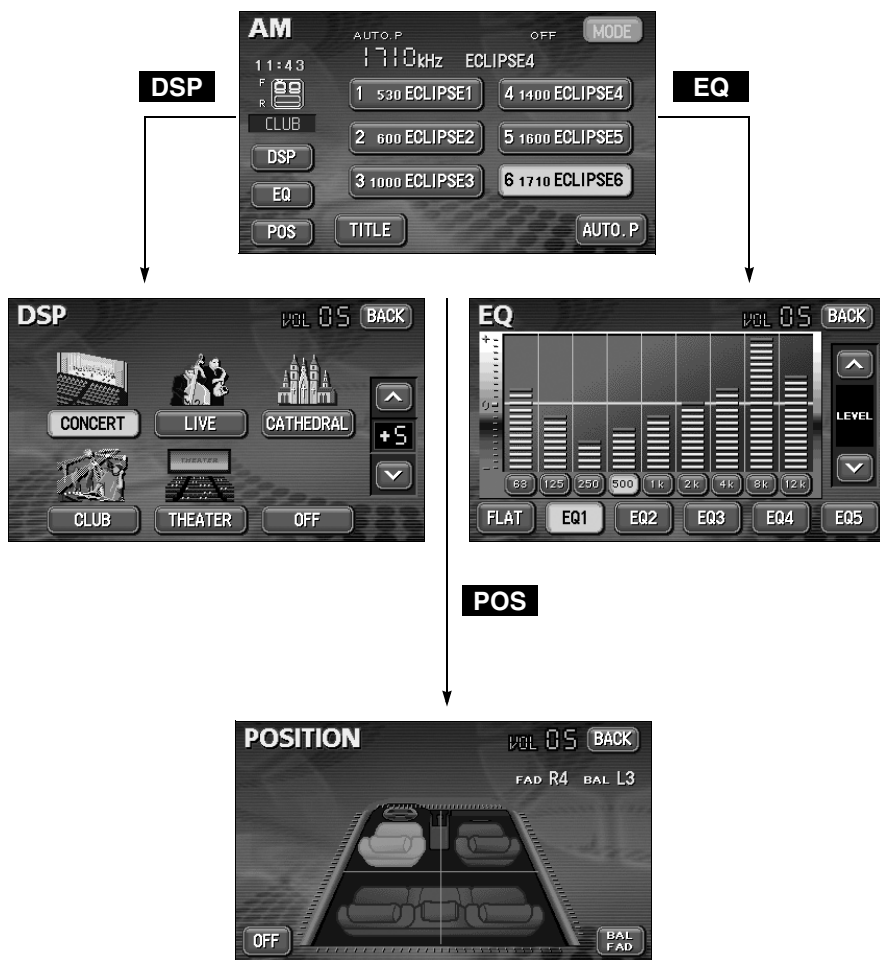 AM
AUTO.P OFF MODE
11:43
1710kHz ECLIPSE4
F
R
CLUB
1 530 ECLIPSE1
4 1400 ECLIPSE4
2 600 ECLIPSE2
5 1600 ECLIPSE5
3 1000 ECLIPSE3
6 1710 ECLIPSE6
DSP
EQ
POS
TITLE
AUTO.P
DSP
EQ
DSP
VOL 05 BACK
CONCERT LIVE CATHEDRAL
+5
THEATER
CLUB THEATER OFF
EQ
VOL 05 BACK
+
0
-
LEVEL
63 125 250 500 1k 2k 4k 8k 12k
FLAT EQ1 EQ2 EQ3 EQ4 EQ5
POS
POSITION
VOL 05 BACK
FAD R4 BAL L3
OFF
BAL
FAD